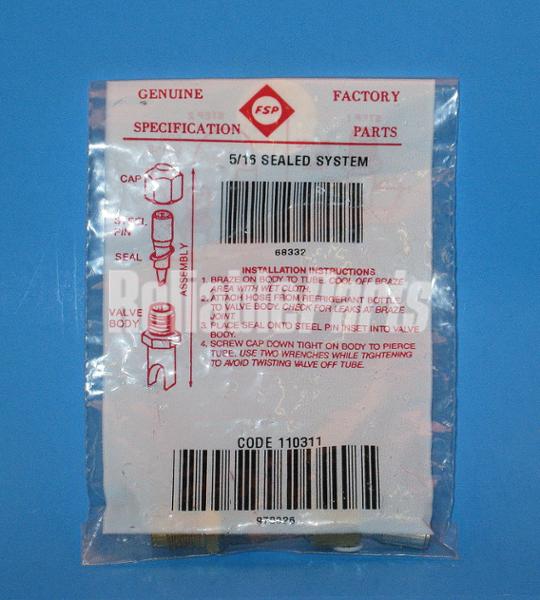 GENUINE FSP FACTORY
SPECIFICATION PARTS
5/16 SEALED SYSTEM
68332
CAP
STEEL
PIN
SEAL
VALVE
BODY
ASSEMBLY
INSTALLATION INSTRUCTIONS
1. BRAZE ON BODY TO TUBE. COOL OFF BRAZE
AREA WITH WET CLOTH.
2. ATTACH HOSE FROM REFRIGERANT BOTTLE
TO VALVE BODY. CHECK FOR LEAKS AT BRAZE
JOINT.
3. PLACE SEAL ONTO STEEL PIN INSET INTO VALVE
BODY.
4. SCREW CAP DOWN TIGHT ON BODY TO PIERCE
TUBE. USE TWO WRENCHES WHILE TIGHTENING
TO AVOID TWISTING VALVE OFF TUBE.
CODE 110311